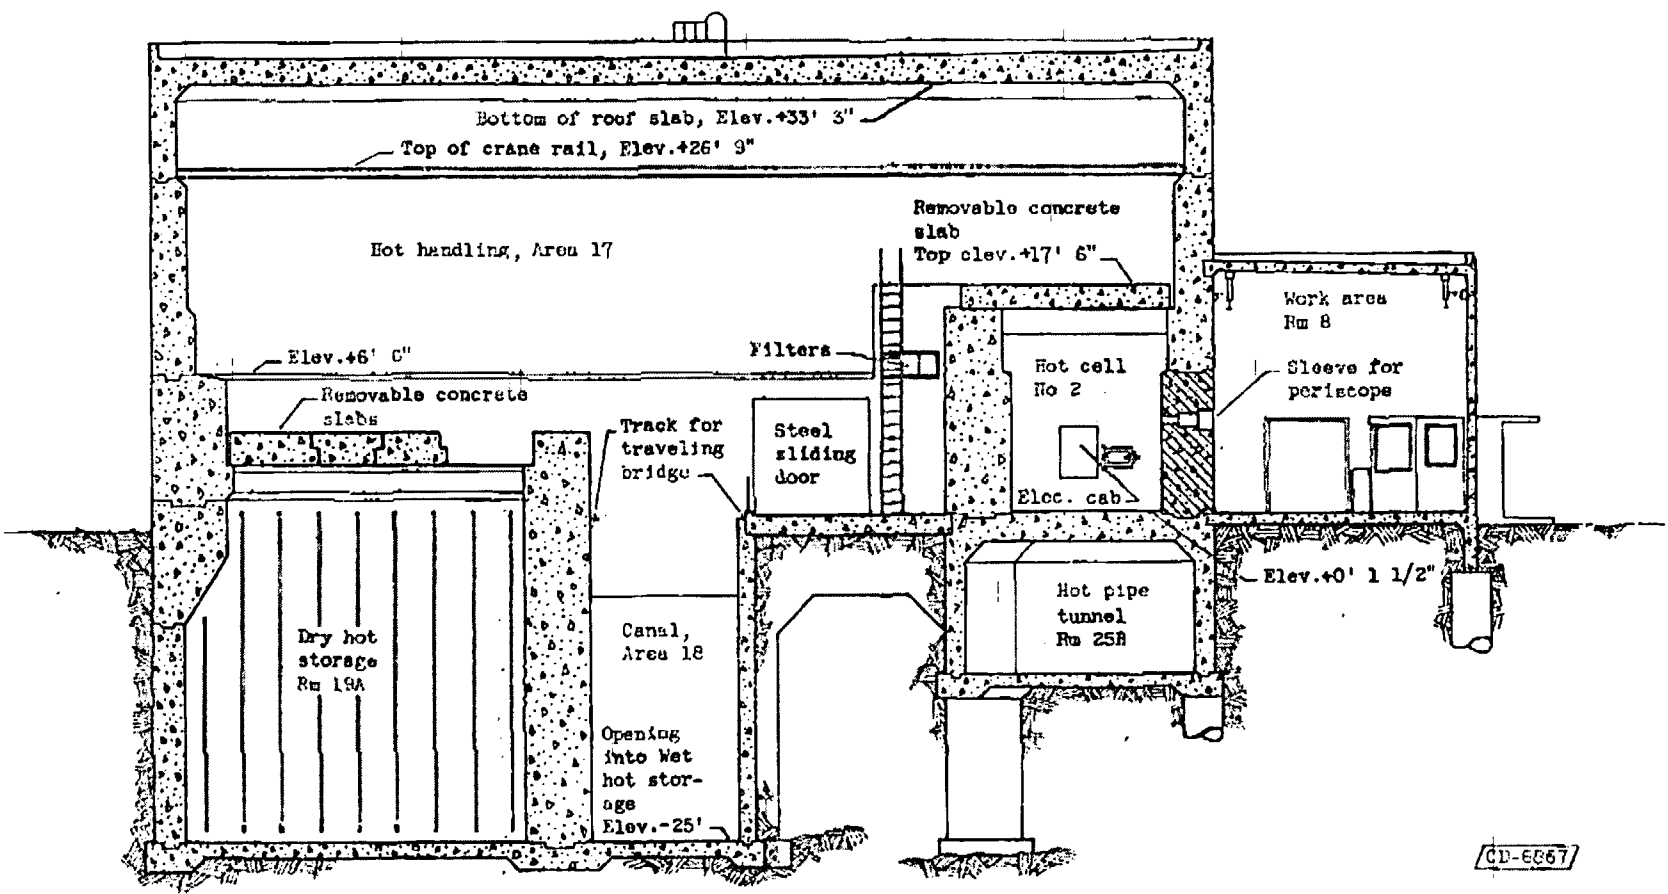 Bottom of roof slab, Elev.+33' 3"
Top of crane rail, Elev.+26' 9"
Removable concrete
slab
Top elev.+17' 6"
Hot handling, Area 17
Work area
Rm 8
Filters
Elev.+6' 0"
Hot cell
No 2
Sleeve for
periscope
Removable concrete
slabs
Track for
traveling
bridge
Steel
sliding
door
Elec. cab
Elev.+0' 1 1/2"
Hot pipe
tunnel
Rm 25B
Dry hot
storage
Rm 19A
Canal,
Area 18
Opening
into Wet
hot stor-
age
Elev.-25'
CD-6867